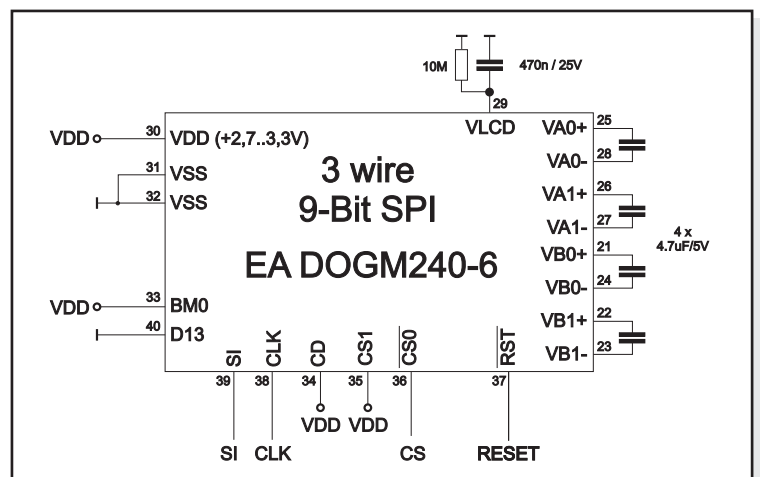 10M
470n / 25V
29
VLCD
VDD
30
VDD (+2,7..3,3V)
31
VSS
32
VSS
3 wire
9-Bit SPI
EA DOGM240-6
VA0+
25
VA0-
28
VA1+
26
VA1-
27
VB0+
21
VB0-
24
VB1+
22
VB1-
23
4 x
4.7uF/5V
VDD
33
BM0
40
D13
SI
CLK
CD
CS1
CS0
RST
39
38
34
35
36
37
VDD
VDD
SI
CLK
CS
RESET